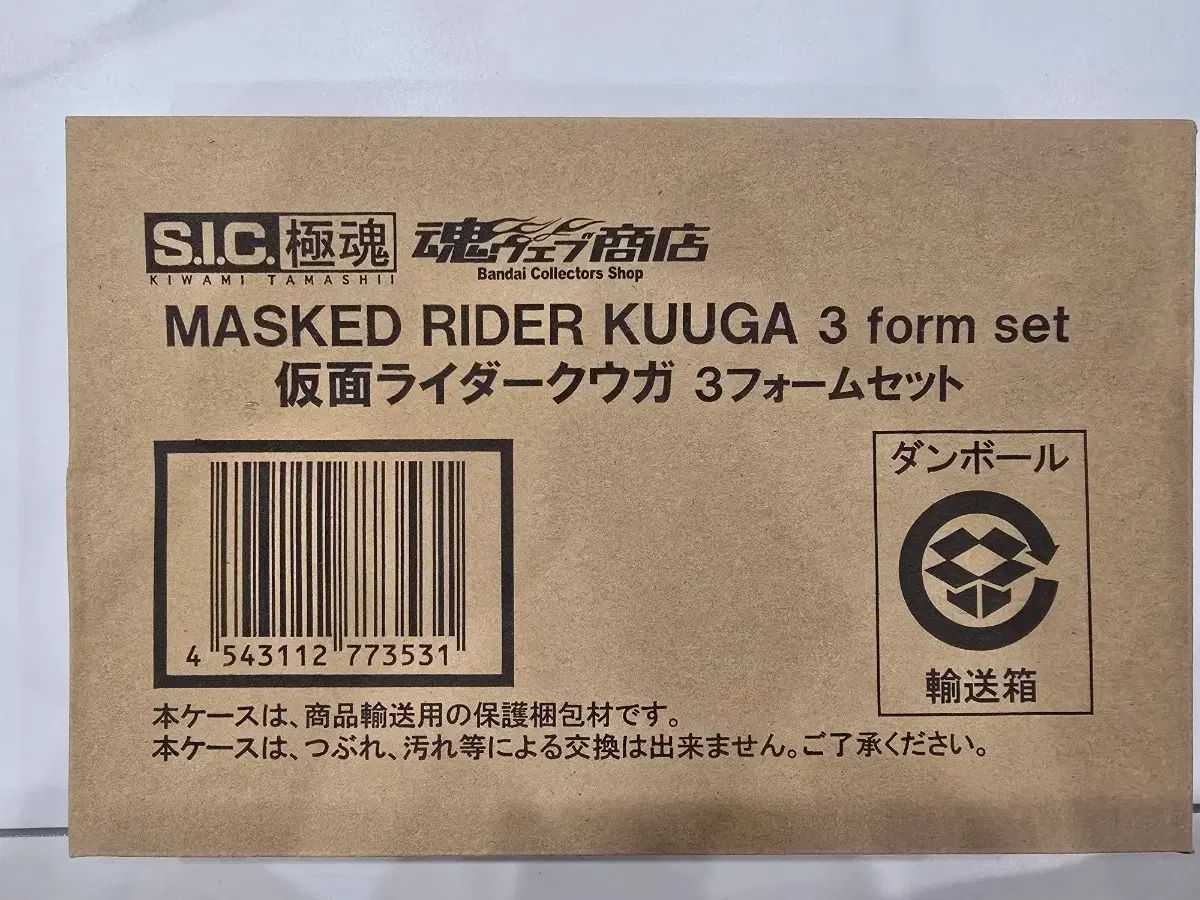 S.I.C. 極魂
KIWAMI TAMASHII
魂ウェブ商店
Bandai Collectors Shop
MASKED RIDER KUUGA 3 form set
仮面ライダークウガ 3フォームセット
4 543112 773531
ダンボール
輸送箱
本ケースは、商品輸送用の保護梱包材です。
本ケースは、つぶれ、汚れ等による交換は出来ません。ご了承ください。